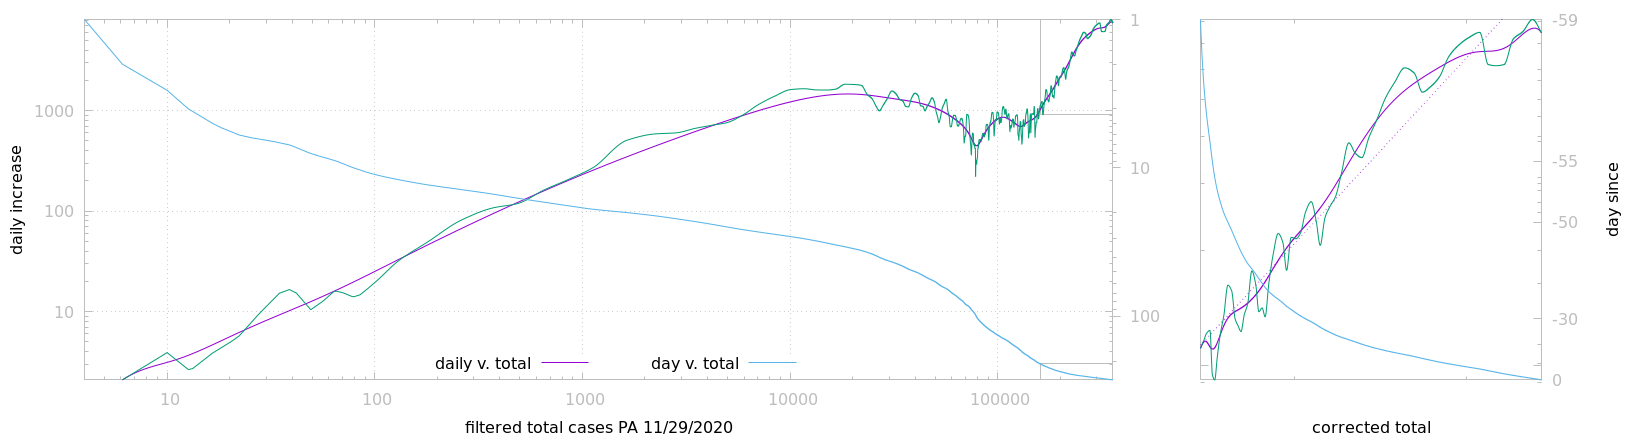 1000
100
10
daily increase
daily v. total
day v. total
10 100 1000 10000 100000
filtered total cases PA 11/29/2020
1
10
100
-59
-55
-50
-30
0
day since
corrected total